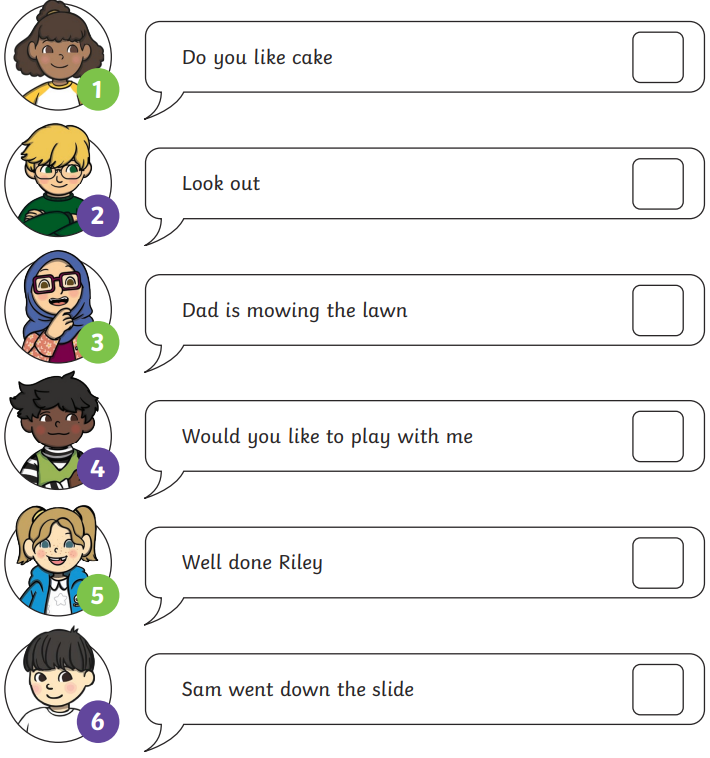 1
Do you like cake
2
Look out
3
Dad is mowing the lawn
4
Would you like to play with me
5
Well done Riley
6
Sam went down the slide